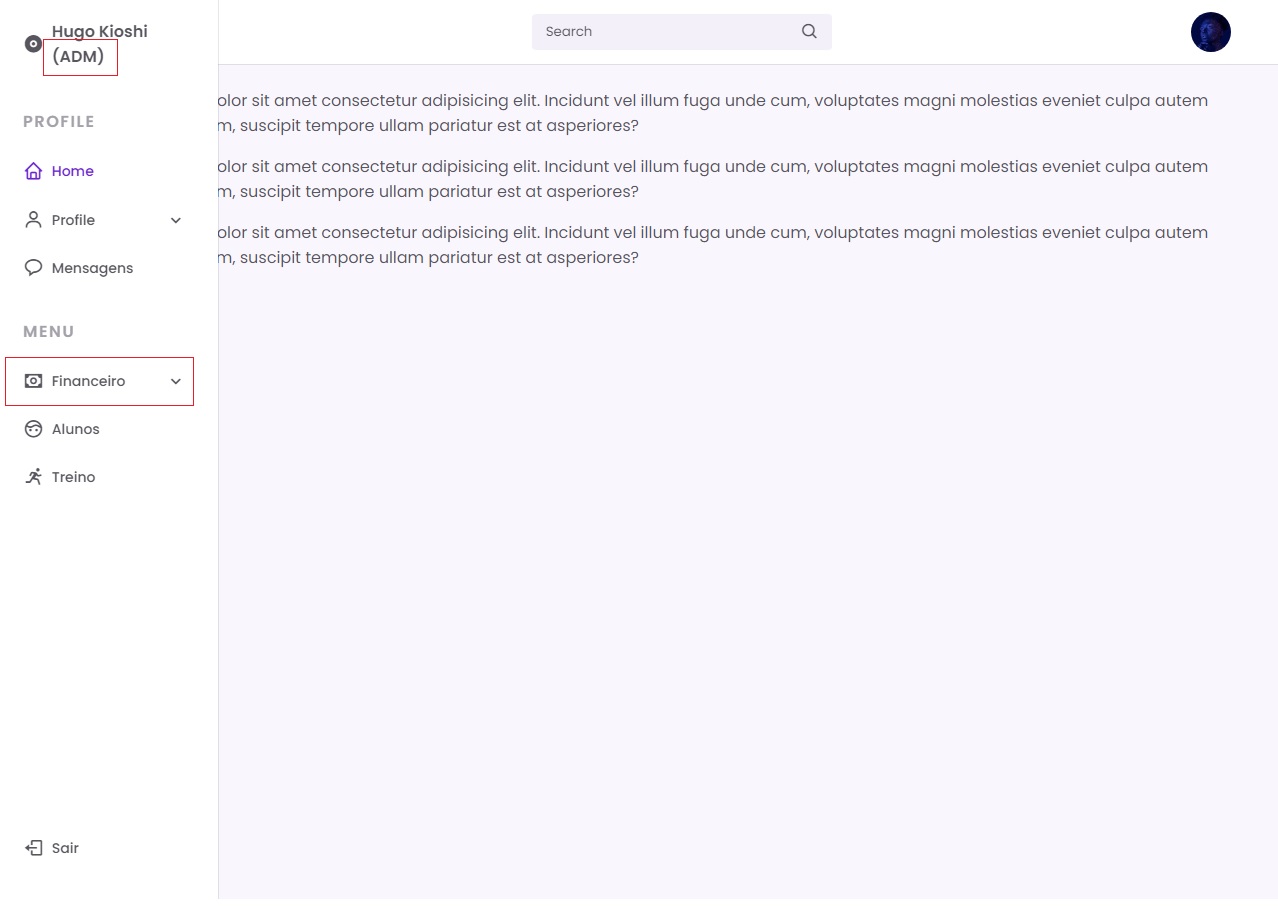 Hugo Kioshi
(ADM)
Search
PROFILE
Home
Profile
Mensagens
MENU
Financeiro
Alunos
Treino
Sair
olor sit amet consectetur adipisicing elit. Incidunt vel illum fuga unde cum, voluptates magni molestias eveniet culpa autem
m, suscipit tempore ullam pariatur est at asperiores?
olor sit amet consectetur adipisicing elit. Incidunt vel illum fuga unde cum, voluptates magni molestias eveniet culpa autem
m, suscipit tempore ullam pariatur est at asperiores?
olor sit amet consectetur adipisicing elit. Incidunt vel illum fuga unde cum, voluptates magni molestias eveniet culpa autem
m, suscipit tempore ullam pariatur est at asperiores?